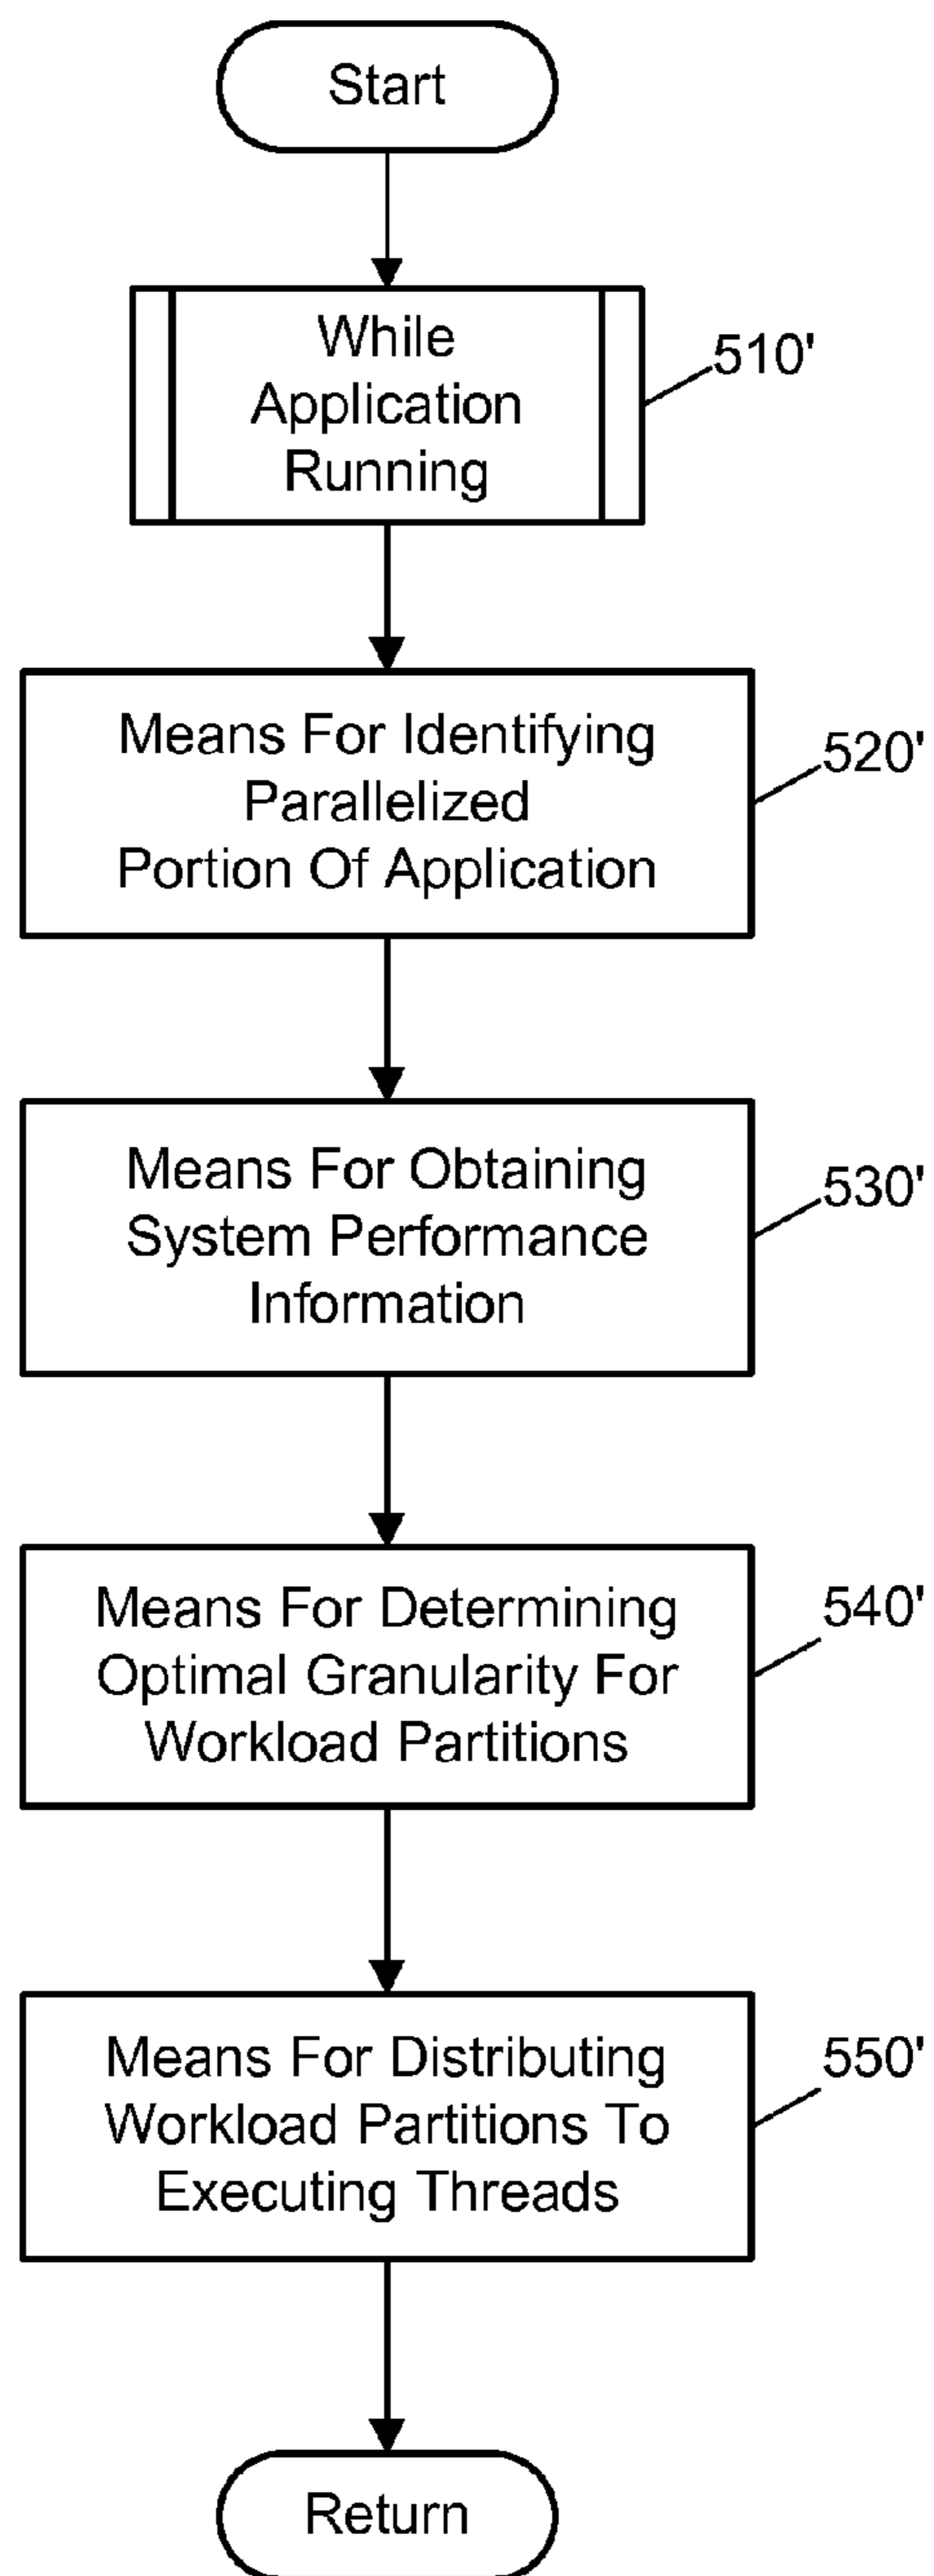 Start
While
Application
Running
510'
Means For Identifying
Parallelized
Portion Of Application
520'
Means For Obtaining
System Performance
Information
530'
Means For Determining
Optimal Granularity For
Workload Partitions
540'
Means For Distributing
Workload Partitions To
Executing Threads
550'
Return